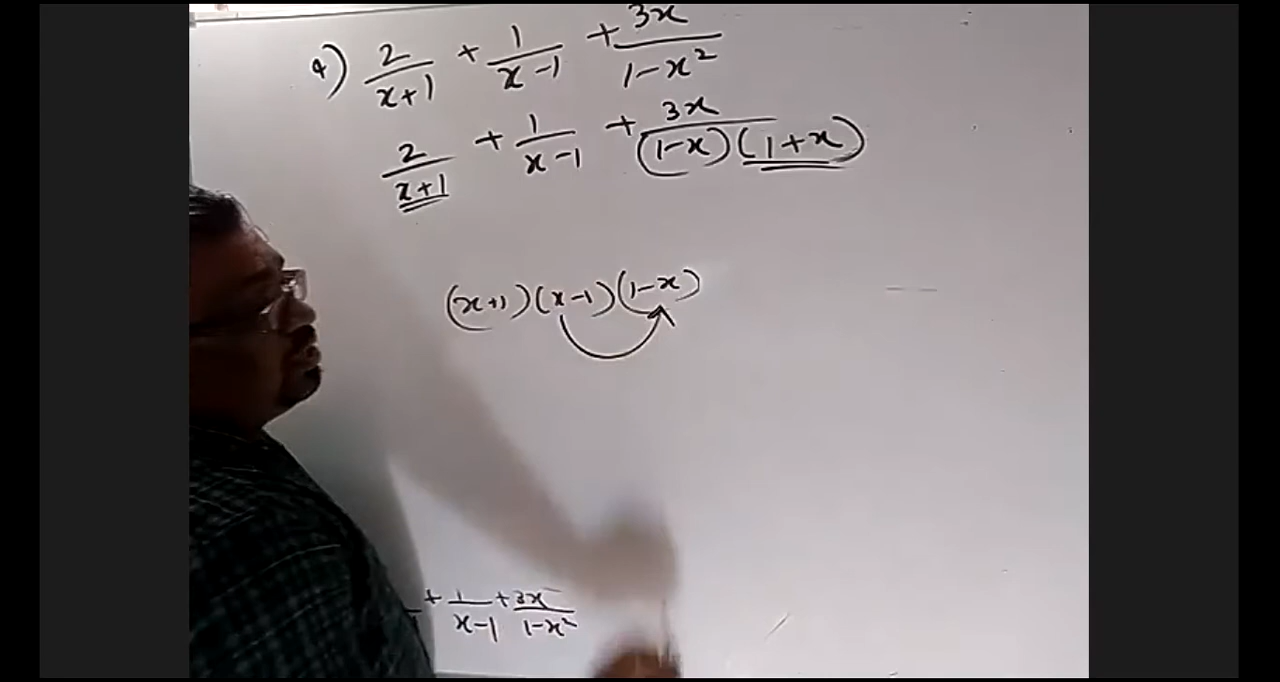 4) 2/(x+1) + 1/(x-1) + 3x/(1-x²)
2/(x+1) + 1/(x-1) + 3x/((1-x)(1+x))
(x+1)(x-1)(1-x)
+ 1/(x-1) + 3x/(1-x²)